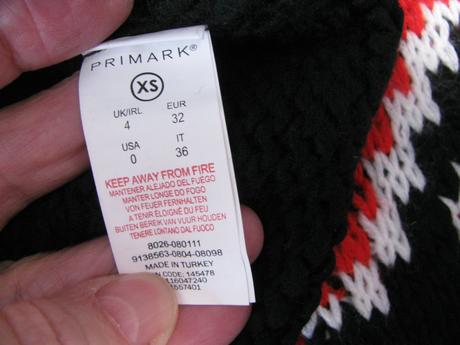 PRIMARK®
XS
UK/IRL EUR
4 32
USA IT
0 36
KEEP AWAY FROM FIRE
MANTENER ALEJADO DEL FUEGO
MANTER LONGE DO FOGO
VON FEUER FERNHALTEN
A TENIR ELOIGNÉ DU FEU
BUITEN BEREIK VAN VUUR HOUDEN
TENERE LONTANO DAL FUOCO
8026-080111
9138563-0804-08098
MADE IN TURKEY
CODE: 145478